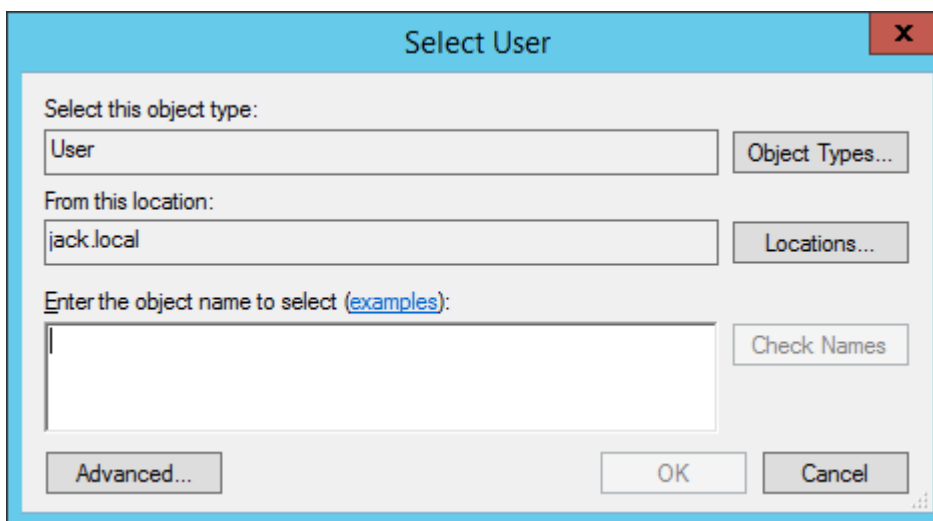 Select User
x
Select this object type:
User
Object Types...
From this location:
jack.local
Locations...
Enter the object name to select (examples):
Check Names
Advanced...
OK
Cancel